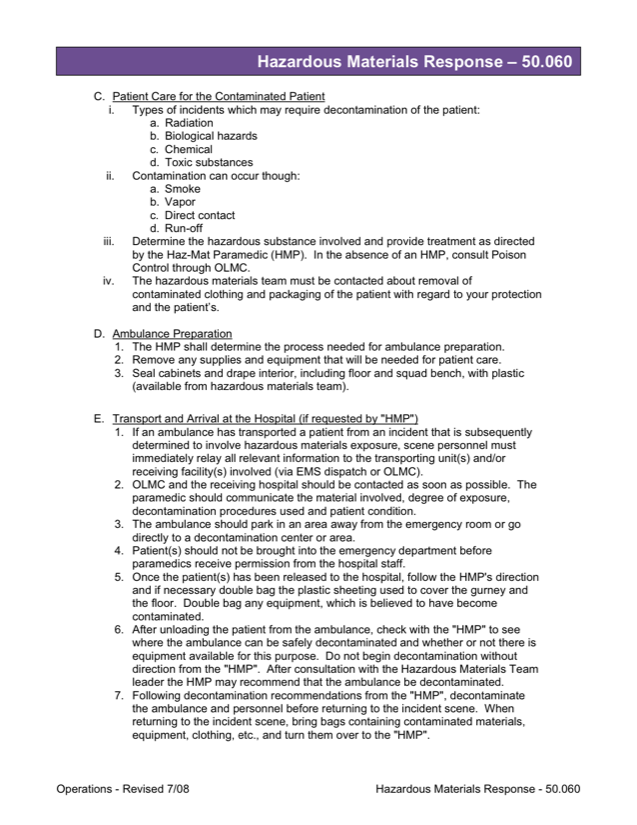 Hazardous Materials Response – 50.060
C. Patient Care for the Contaminated Patient
i. Types of incidents which may require decontamination of the patient:
a. Radiation
b. Biological hazards
c. Chemical
d. Toxic substances
ii. Contamination can occur though:
a. Smoke
b. Vapor
c. Direct contact
d. Run-off
iii. Determine the hazardous substance involved and provide treatment as directed
by the Haz-Mat Paramedic (HMP). In the absence of an HMP, consult Poison
Control through OLMC.
iv. The hazardous materials team must be contacted about removal of
contaminated clothing and packaging of the patient with regard to your protection
and the patient's.
D. Ambulance Preparation
1. The HMP shall determine the process needed for ambulance preparation.
2. Remove any supplies and equipment that will be needed for patient care.
3. Seal cabinets and drape interior, including floor and squad bench, with plastic
(available from hazardous materials team).
E. Transport and Arrival at the Hospital (if requested by "HMP")
1. If an ambulance has transported a patient from an incident that is subsequently
determined to involve hazardous materials exposure, scene personnel must
immediately relay all relevant information to the transporting unit(s) and/or
receiving facility(s) involved (via EMS dispatch or OLMC).
2. OLMC and the receiving hospital should be contacted as soon as possible. The
paramedic should communicate the material involved, degree of exposure,
decontamination procedures used and patient condition.
3. The ambulance should park in an area away from the emergency room or go
directly to a decontamination center or area.
4. Patient(s) should not be brought into the emergency department before
paramedics receive permission from the hospital staff.
5. Once the patient(s) has been released to the hospital, follow the HMP's direction
and if necessary double bag the plastic sheeting used to cover the gurney and
the floor. Double bag any equipment, which is believed to have become
contaminated.
6. After unloading the patient from the ambulance, check with the "HMP" to see
where the ambulance can be safely decontaminated and whether or not there is
equipment available for this purpose. Do not begin decontamination without
direction from the "HMP". After consultation with the Hazardous Materials Team
leader the HMP may recommend that the ambulance be decontaminated.
7. Following decontamination recommendations from the "HMP", decontaminate
the ambulance and personnel before returning to the incident scene. When
returning to the incident scene, bring bags containing contaminated materials,
equipment, clothing, etc., and turn them over to the "HMP".
Operations - Revised 7/08
Hazardous Materials Response - 50.060